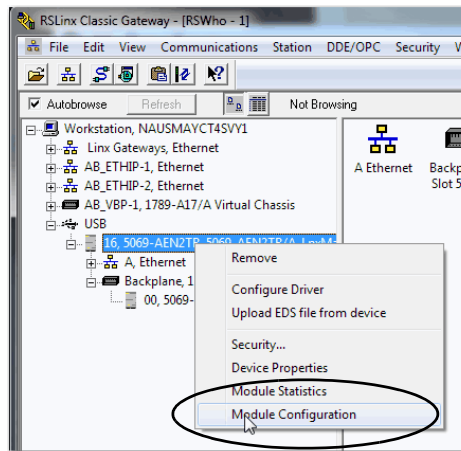 RSLinx Classic Gateway - [RSWho - 1]
File Edit View Communications Station DDE/OPC Security
Autobrowse Refresh Not Browsing
Workstation, NAUSMAYCT4SVY1
Linx Gateways, Ethernet
AB_ETHIP-1, Ethernet
AB_ETHIP-2, Ethernet
AB_VBP-1, 1789-A17/A Virtual Chassis
USB
16, 5069-AEN2TR, 5069-AEN2TR/A
A, Ethernet
Backplane, 1
00, 5069-
A Ethernet
Slot 5
Remove
Configure Driver
Upload EDS file from device
Security...
Device Properties
Module Statistics
Module Configuration